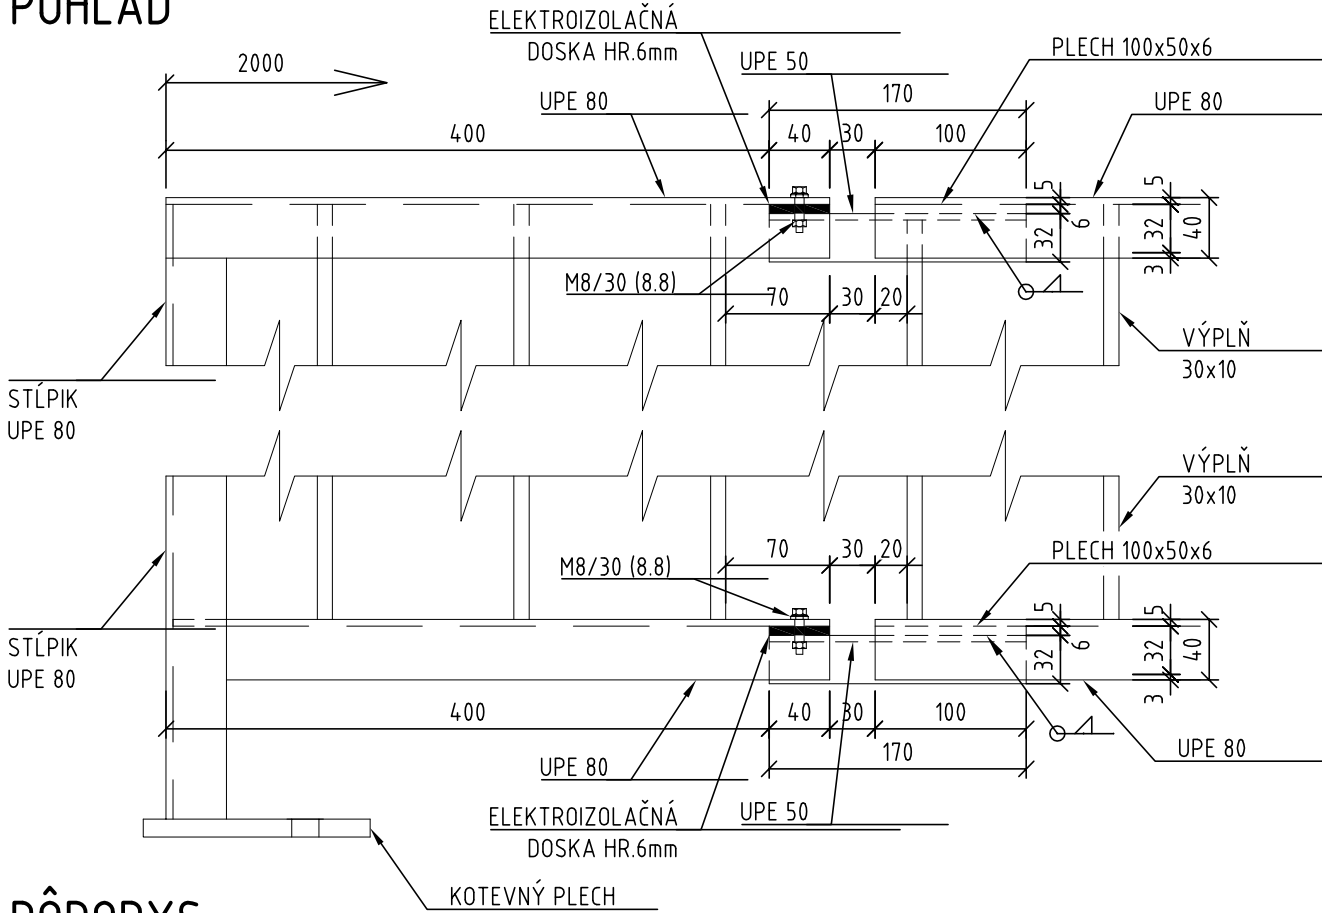 POHĽAD
ELEKTROIZOLAČNÁ
DOSKA HR.6mm
PLECH 100x50x6
2000
UPE 50
170
UPE 80
UPE 80
400
40
30
100
5
5
32
6
32
40
3
M8/30 (8.8)
70
30
20
VÝPLŇ
30x10
STĹPIK
UPE 80
VÝPLŇ
30x10
70
30
20
PLECH 100x50x6
M8/30 (8.8)
5
5
32
6
32
40
3
STĹPIK
UPE 80
400
40
30
100
170
UPE 80
UPE 80
ELEKTROIZOLAČNÁ
DOSKA HR.6mm
UPE 50
KOTEVNÝ PLECH
PÔDORYS